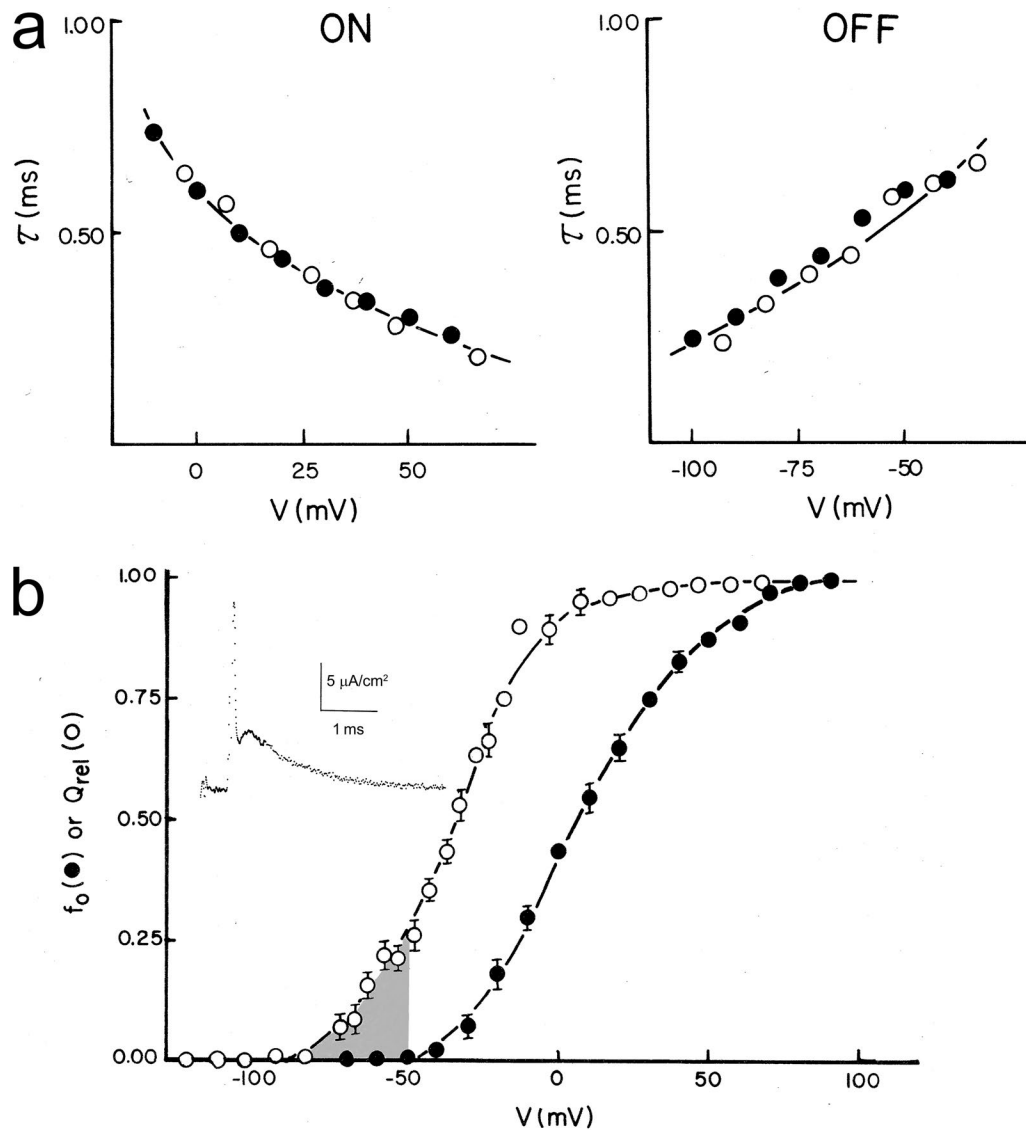 a
ON
1.00
0.50
τ (ms)
0 25 50
V (mV)
OFF
1.00
0.50
τ (ms)
-100 -75 -50
V (mV)
b
1.00
0.75
0.50
0.25
0.00
f₀(●) or Qrel(○)
5 μA/cm²
1 ms
-100 -50 0 50 100
V (mV)